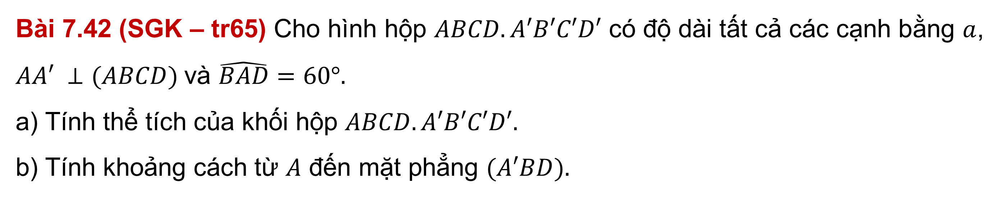 Bài 7.42 (SGK – tr65) Cho hình hộp ABCD.A′B′C′D′ có độ dài tất cả các cạnh bằng a,
AA′ ⊥ (ABCD) và \widehat{BAD} = 60°.
a) Tính thể tích của khối hộp ABCD.A′B′C′D′.
b) Tính khoảng cách từ A đến mặt phẳng (A′BD).